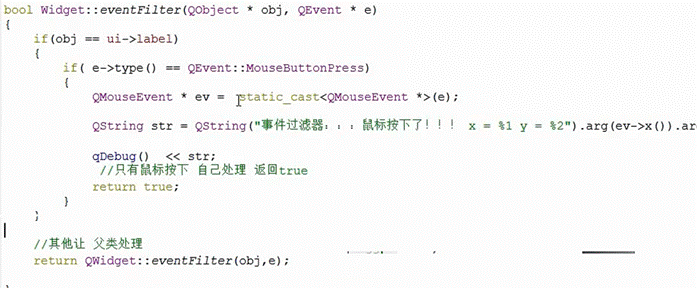 bool Widget::eventFilter(QObject * obj, QEvent * e)
{
if(obj == ui->label)
{
if( e->type() == QEvent::MouseButtonPress)
{
QMouseEvent * ev = static_cast<QMouseEvent *>(e);
QString str = QString("事件过滤器：：：鼠标按下了！！！ x = %1 y = %2").arg(ev->x()).ar
qDebug() << str;
//只有鼠标按下 自己处理 返回true
return true;
}
}
//其他让 父类处理
return QWidget::eventFilter(obj,e);